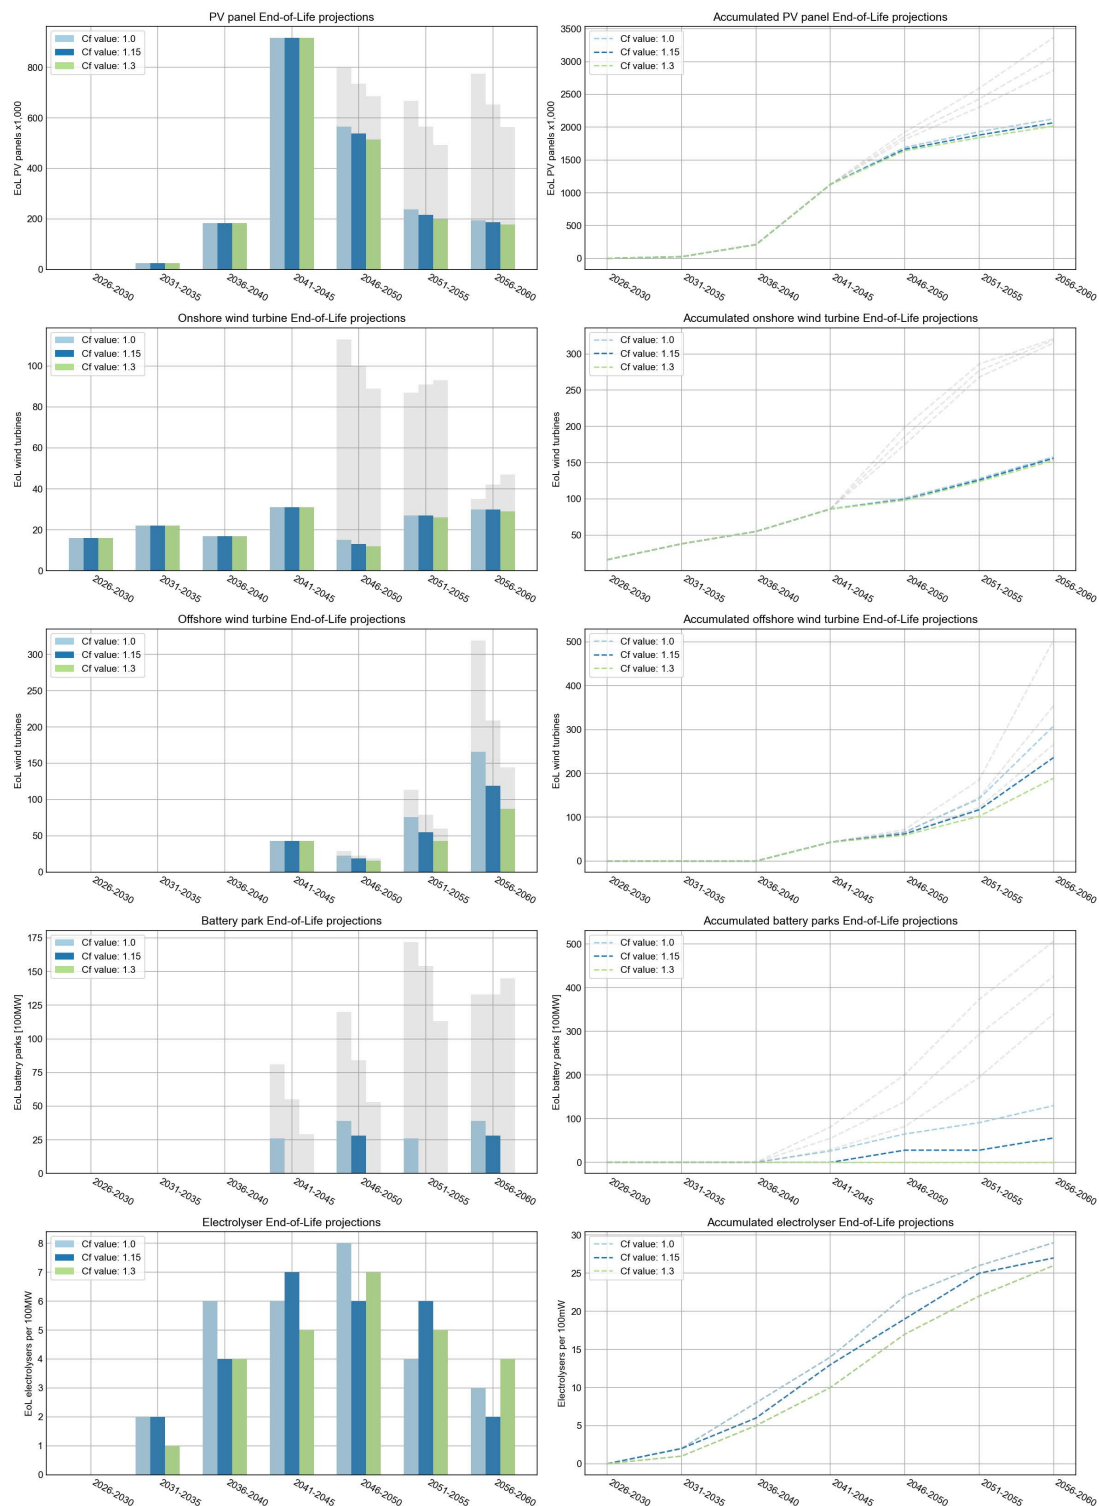 PV panel End-of-Life projections
Cf value: 1.0
Cf value: 1.15
Cf value: 1.3
EoL PV panels x1,000
800
600
400
200
0
2026-2030
2031-2035
2036-2040
2041-2045
2046-2050
2051-2055
2056-2060
Accumulated PV panel End-of-Life projections
Cf value: 1.0
Cf value: 1.15
Cf value: 1.3
EoL PV panels x1,000
3500
3000
2500
2000
1500
1000
500
0
2026-2030
2031-2035
2036-2040
2041-2045
2046-2050
2051-2055
2056-2060
Onshore wind turbine End-of-Life projections
Cf value: 1.0
Cf value: 1.15
Cf value: 1.3
EoL wind turbines
100
80
60
40
20
0
2026-2030
2031-2035
2036-2040
2041-2045
2046-2050
2051-2055
2056-2060
Accumulated onshore wind turbine End-of-Life projections
Cf value: 1.0
Cf value: 1.15
Cf value: 1.3
EoL wind turbines
300
250
200
150
100
50
2026-2030
2031-2035
2036-2040
2041-2045
2046-2050
2051-2055
2056-2060
Offshore wind turbine End-of-Life projections
Cf value: 1.0
Cf value: 1.15
Cf value: 1.3
EoL wind turbines
300
250
200
150
100
50
0
2026-2030
2031-2035
2036-2040
2041-2045
2046-2050
2051-2055
2056-2060
Accumulated offshore wind turbine End-of-Life projections
Cf value: 1.0
Cf value: 1.15
Cf value: 1.3
EoL wind turbines
500
400
300
200
100
0
2026-2030
2031-2035
2036-2040
2041-2045
2046-2050
2051-2055
2056-2060
Battery park End-of-Life projections
Cf value: 1.0
Cf value: 1.15
Cf value: 1.3
EoL battery parks [100MW]
175
150
125
100
75
50
25
0
2026-2030
2031-2035
2036-2040
2041-2045
2046-2050
2051-2055
2056-2060
Accumulated battery parks End-of-Life projections
Cf value: 1.0
Cf value: 1.15
Cf value: 1.3
EoL battery parks [100MW]
500
400
300
200
100
0
2026-2030
2031-2035
2036-2040
2041-2045
2046-2050
2051-2055
2056-2060
Electrolyser End-of-Life projections
Cf value: 1.0
Cf value: 1.15
Cf value: 1.3
EoL electrolysers per 100MW
8
7
6
5
4
3
2
1
0
2026-2030
2031-2035
2036-2040
2041-2045
2046-2050
2051-2055
2056-2060
Accumulated electrolyser End-of-Life projections
Cf value: 1.0
Cf value: 1.15
Cf value: 1.3
Electrolysers per 100mW
30
25
20
15
10
5
0
2026-2030
2031-2035
2036-2040
2041-2045
2046-2050
2051-2055
2056-2060